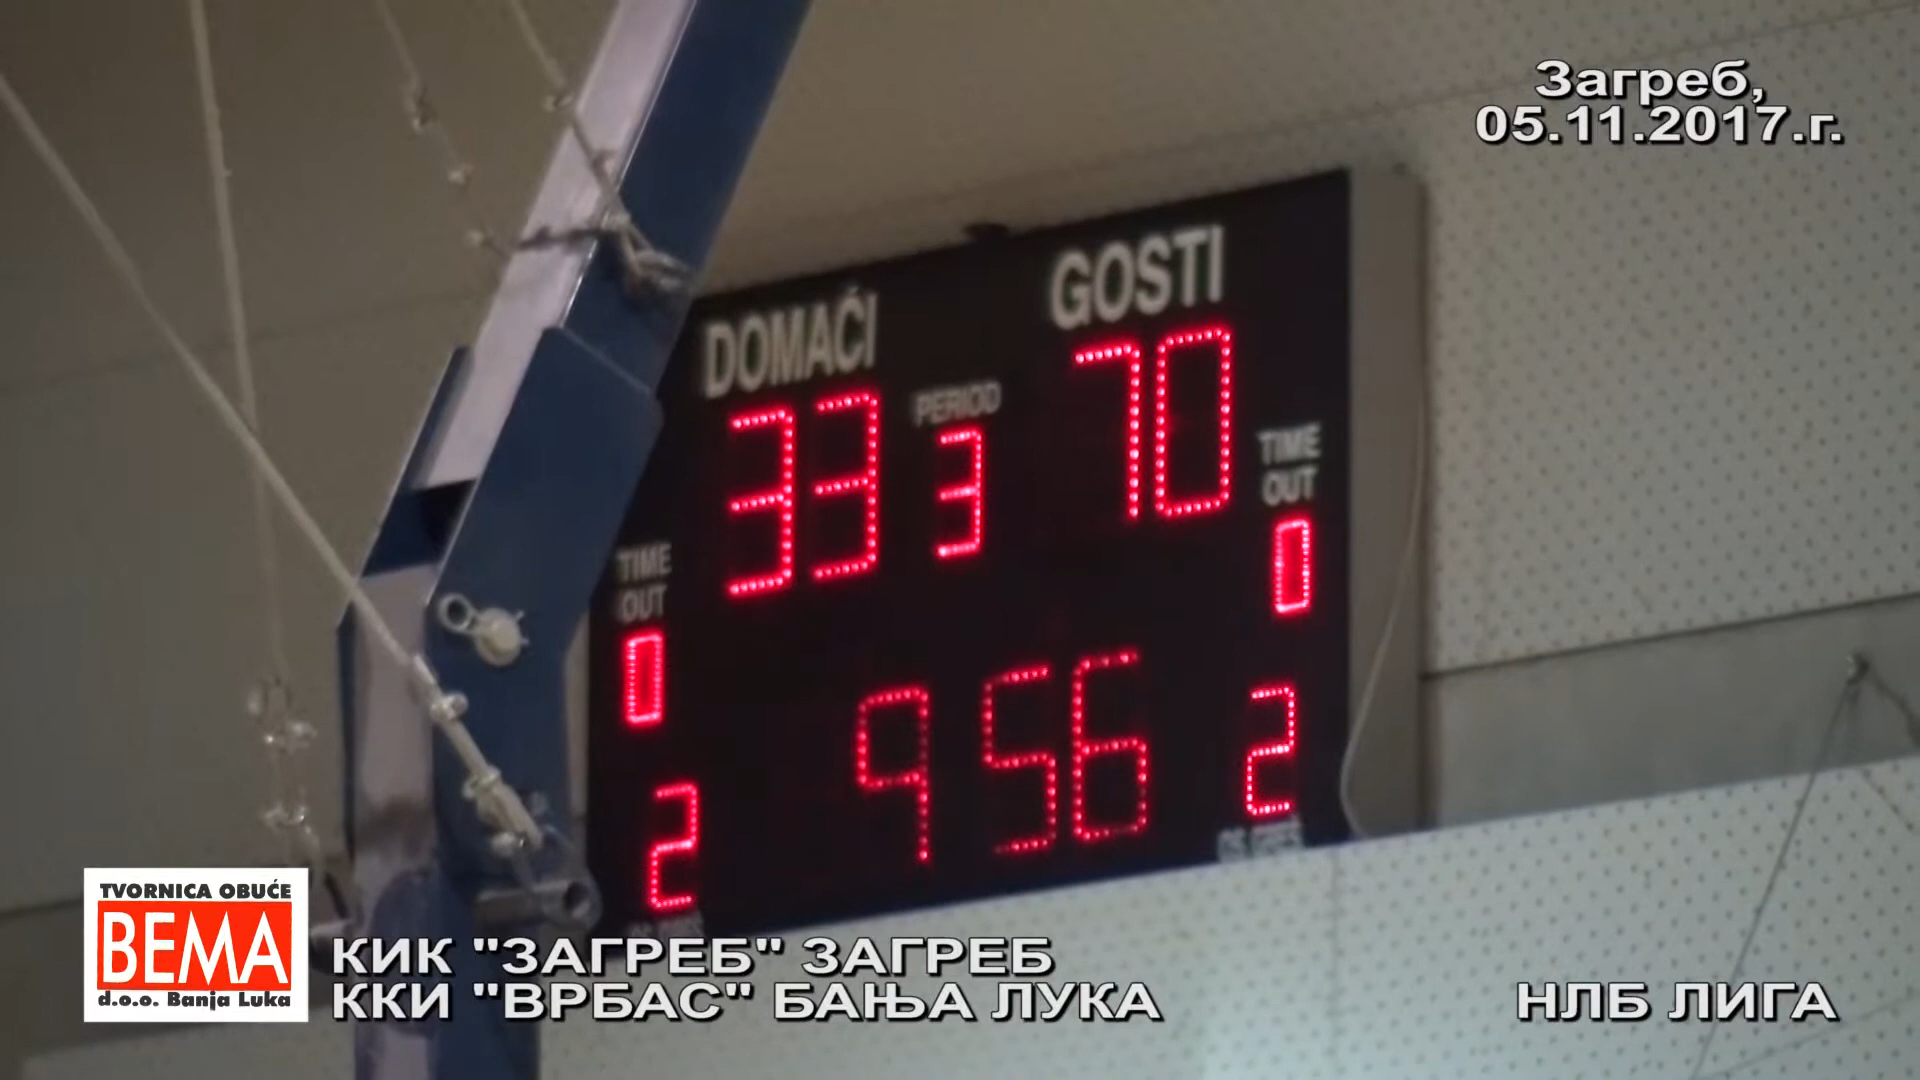 Загреб,
05.11.2017.г.
DOMAĆI
GOSTI
33
PERIOD
3
70
TIME
OUT
0
TIME
OUT
0
9 56
2
2
TVORNICA OBUĆE
BEMA
d.o.o. Banja Luka
КИК "ЗАГРЕБ" ЗАГРЕБ
ККИ "ВРБАС" БАЊА ЛУКА
НЛБ ЛИГА